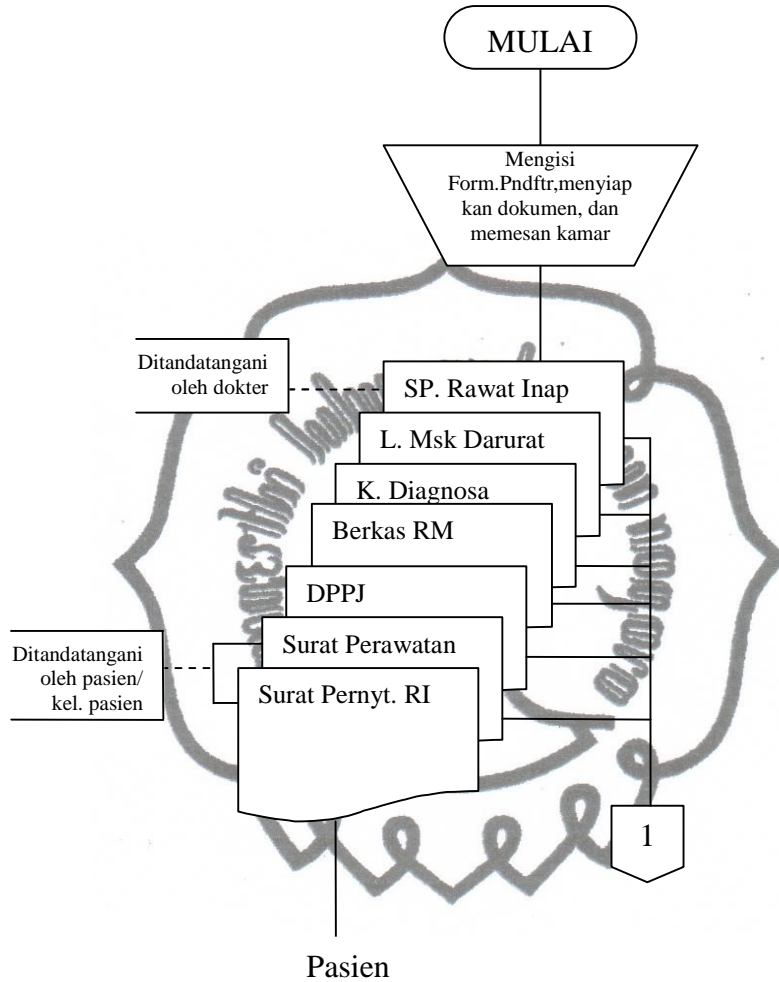 MULAI
Mengisi
Form.Pndftr,menyiap
kan dokumen, dan
memesan kamar
Ditandatangani
oleh dokter
SP. Rawat Inap
L. Msk Darurat
K. Diagnosa
Berkas RM
DPPJ
Ditandatangani
oleh pasien/
kel. pasien
Surat Perawatan
Surat Pernyt. RI
1
Pasien